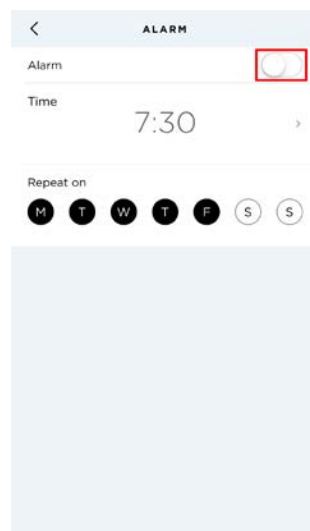 ALARM
Alarm
Time
7:30
Repeat on
M T W T F S S